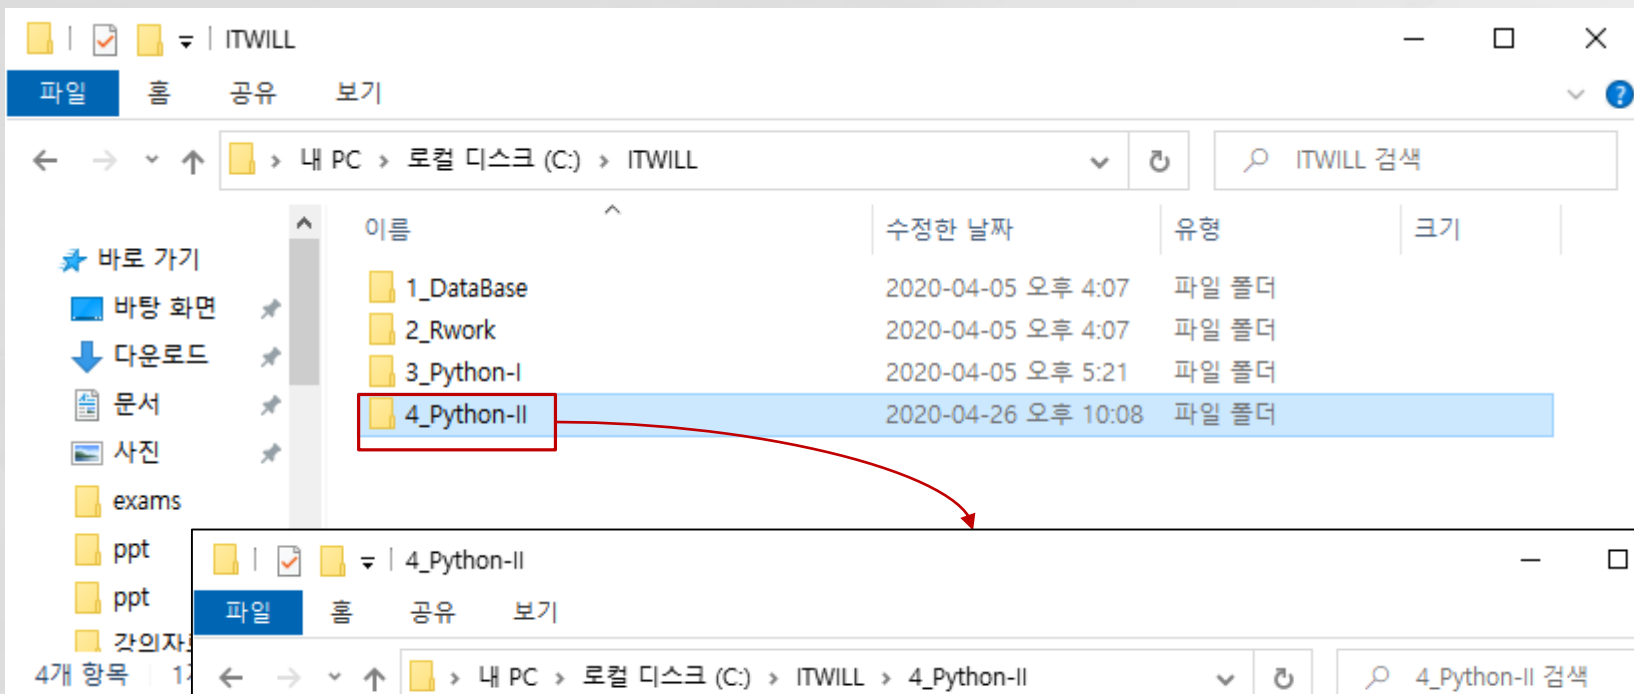 ITWILL
파일 홈 공유 보기
내 PC › 로컬 디스크 (C:) › ITWILL
ITWILL 검색
이름 수정한 날짜 유형 크기
바로 가기
바탕 화면
다운로드
문서
사진
exams
ppt
ppt
강의자료
1_DataBase 2020-04-05 오후 4:07 파일 폴더
2_Rwork 2020-04-05 오후 4:07 파일 폴더
3_Python-I 2020-04-05 오후 5:21 파일 폴더
4_Python-II 2020-04-26 오후 10:08 파일 폴더
4개 항목 1
4_Python-II
파일 홈 공유 보기
내 PC › 로컬 디스크 (C:) › ITWILL › 4_Python-II
4_Python-II 검색